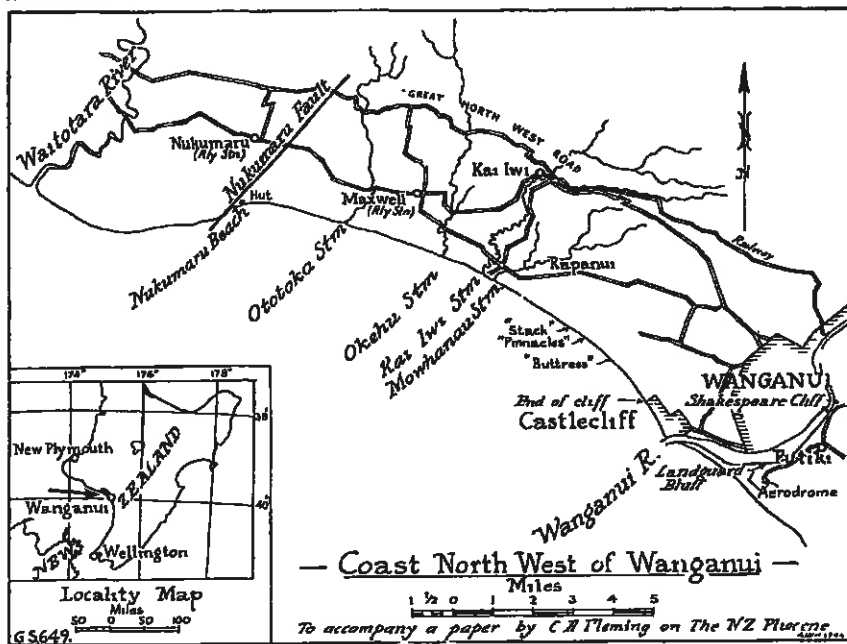 Waitotara River
Nukumaru
(Rly Stn)
Nukumaru Fault
Nukumaru Beach
Hut
GREAT NORTH WEST ROAD
Kai Iwi
Maxwell
(Rly Stn)
Ototoka Stm
Okehu Stm
Kai Iwi Stm
Mowhanau Stm
Rapanui
Railway
N
"Stack"
"Pinnacles"
"Buttress"
WANGANUI
Shakespeare Cliff
End of cliff
Castlecliff
Wanganui R.
Landguard
Bluff
Putiki
Aerodrome
174° 176° 178°
38°
40°
New Plymouth
Wanganui
Wellington
NEW ZEALAND
Locality Map
Miles
50 0 50 100
G.S.649.
— Coast North West of Wanganui —
Miles
1 ½ 0 1 2 3 4 5
To accompany a paper by C A Fleming on The NZ Pliocene